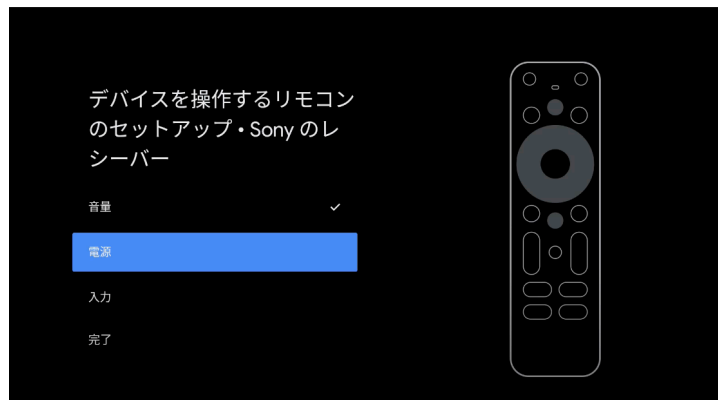 デバイスを操作するリモコン
のセットアップ • Sony のレ
シーバー
音量
電源
入力
完了